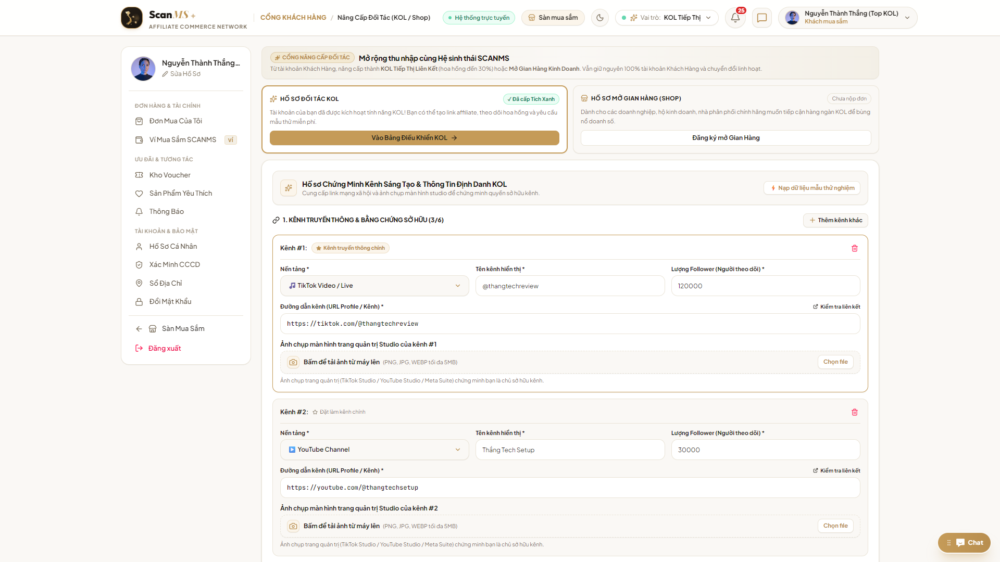 ScanMS
AFFILIATE COMMERCE NETWORK
CỔNG KHÁCH HÀNG / Nâng Cấp Đối Tác (KOL / Shop)
Hệ thống trực tuyến
Sàn mua sắm
Vai trò: KOL Tiếp Thị
25
Nguyễn Thành Thắng (Top KOL)
Khách mua sắm
Nguyễn Thành Thắng...
Sửa Hồ Sơ
ĐƠN HÀNG & TÀI CHÍNH
Đơn Mua Của Tôi
Ví Mua Sắm SCANMS
ví
ƯU ĐÃI & TƯƠNG TÁC
Kho Voucher
Sản Phẩm Yêu Thích
Thông Báo
TÀI KHOẢN & BẢO MẬT
Hồ Sơ Cá Nhân
Xác Minh CCCD
Sổ Địa Chỉ
Đổi Mật Khẩu
Sàn Mua Sắm
Đăng xuất
CỔNG NÂNG CẤP ĐỐI TÁC
Mở rộng thu nhập cùng Hệ sinh thái SCANMS
Từ tài khoản Khách Hàng, nâng cấp thành KOL Tiếp Thị Liên Kết (hoa hồng đến 30%) hoặc Mở Gian Hàng Kinh Doanh. Vẫn giữ nguyên 100% tài khoản Khách Hàng và chuyển đổi linh hoạt.
HỒ SƠ ĐỐI TÁC KOL
✓ Đã cấp Tích Xanh
Tài khoản của bạn đã được kích hoạt tính năng KOL! Bạn có thể tạo link affiliate, theo dõi hoa hồng và yêu cầu
mẫu thử miễn phí.
Vào Bảng Điều Khiển KOL →
HỒ SƠ MỞ GIAN HÀNG (SHOP)
Chưa nộp đơn
Dành cho các doanh nghiệp, hộ kinh doanh, nhà phân phối chính hãng muốn tiếp cận hàng ngàn KOL để bùng
nổ doanh số.
Đăng ký mở Gian Hàng
Hồ sơ Chứng Minh Kênh Sáng Tạo & Thông Tin Định Danh KOL
Cung cấp link mạng xã hội và ảnh chụp màn hình studio để chứng minh quyền sở hữu kênh.
Nạp dữ liệu mẫu thử nghiệm
1. KÊNH TRUYỀN THÔNG & BẰNG CHỨNG SỞ HỮU (3/6)
Thêm kênh khác
Kênh #1:
Kênh truyền thông chính
Nền tảng *
Tên kênh hiển thị *
Lượng Follower (Người theo dõi) *
TikTok Video / Live
@thangtechreview
120000
Đường dẫn kênh (URL Profile / Kênh) *
Kiểm tra liên kết
https://tiktok.com/@thangtechreview
Ảnh chụp màn hình trang quản trị Studio của kênh #1
Bấm để tải ảnh từ máy lên (PNG, JPG, WEBP tối đa 5MB)
Chọn file
Ảnh chụp trang quản trị (TikTok Studio / YouTube Studio / Meta Suite) chứng minh bạn là chủ sở hữu kênh.
Kênh #2:
Đặt làm kênh chính
Nền tảng *
Tên kênh hiển thị *
Lượng Follower (Người theo dõi) *
YouTube Channel
Thắng Tech Setup
30000
Đường dẫn kênh (URL Profile / Kênh) *
Kiểm tra liên kết
https://youtube.com/@thangtechsetup
Ảnh chụp màn hình trang quản trị Studio của kênh #2
Bấm để tải ảnh từ máy lên (PNG, JPG, WEBP tối đa 5MB)
Chọn file
Ảnh chụp trang quản trị (TikTok Studio / YouTube Studio / Meta Suite) chứng minh bạn là chủ sở hữu kênh.
Chat